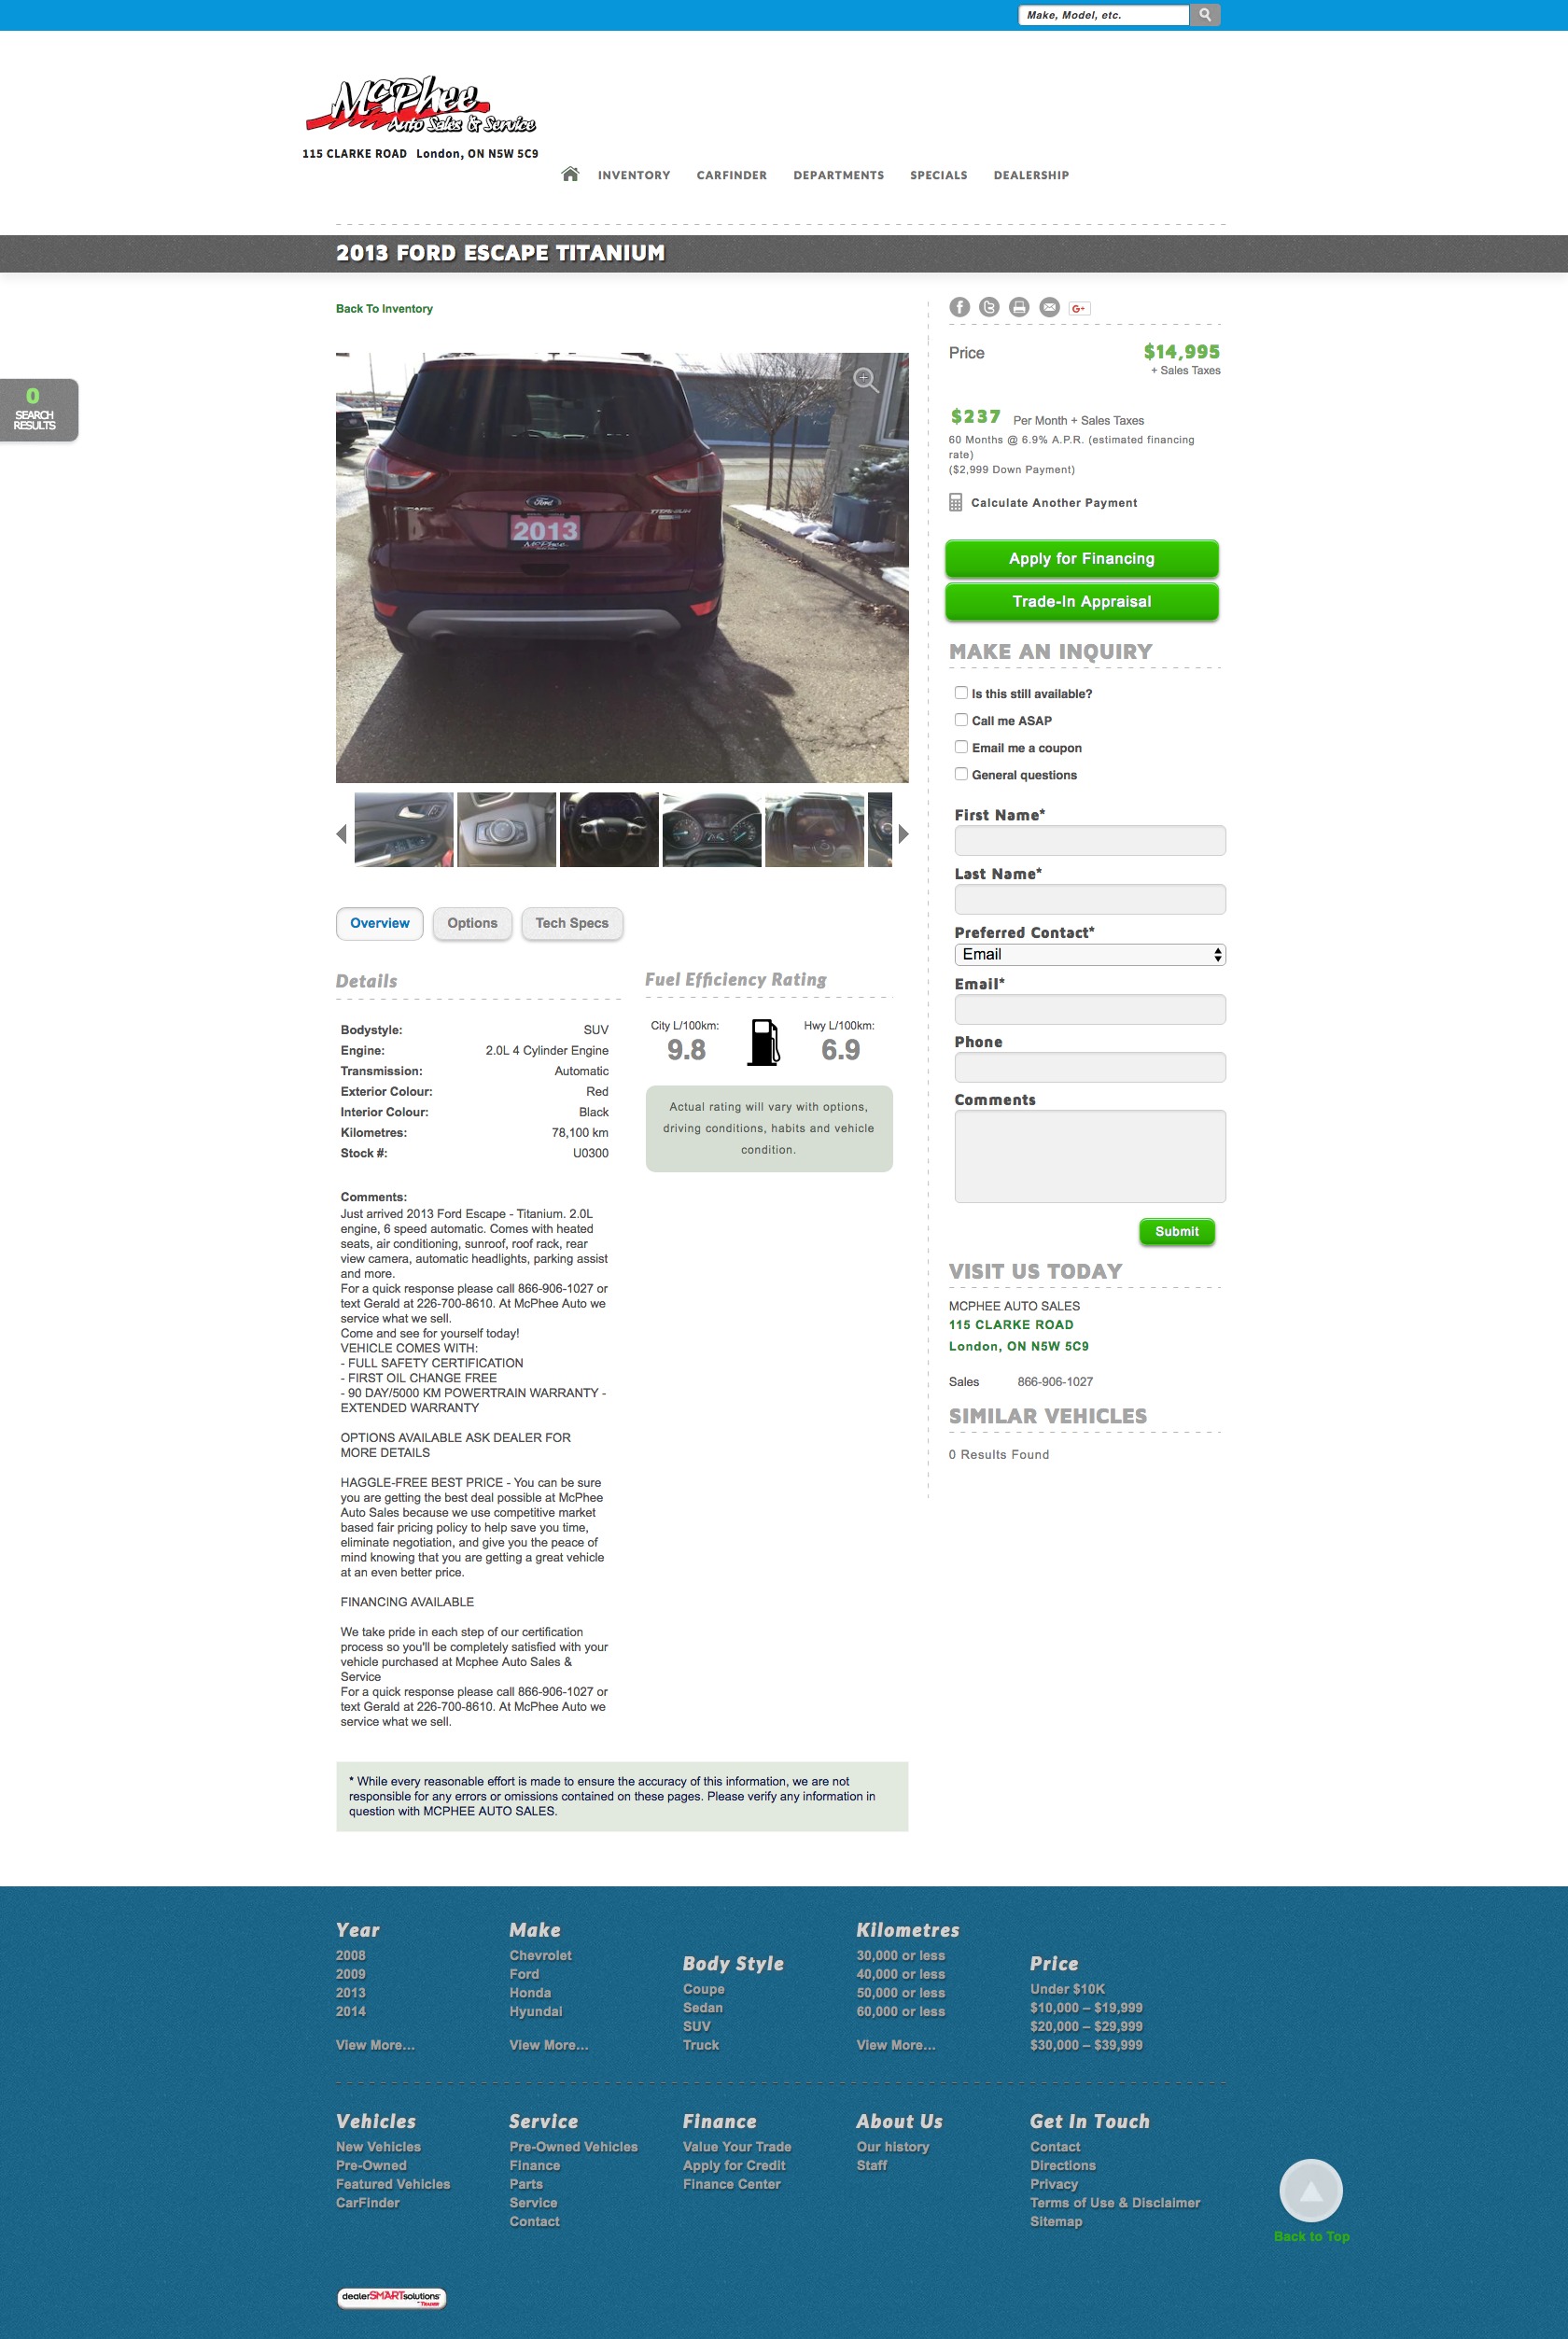 Make, Model, etc.
McPhee
Auto Sales & Service
115 CLARKE ROAD London, ON N5W 5C9
INVENTORY CARFINDER DEPARTMENTS SPECIALS DEALERSHIP
2013 FORD ESCAPE TITANIUM
Back To Inventory
0
SEARCH
RESULTS
Ford
ESCAPE
TITANIUM
2013
McPhee
Overview Options Tech Specs
Details
Bodystyle: SUV
Engine: 2.0L 4 Cylinder Engine
Transmission: Automatic
Exterior Colour: Red
Interior Colour: Black
Kilometres: 78,100 km
Stock #: U0300
Comments:
Just arrived 2013 Ford Escape - Titanium. 2.0L
engine, 6 speed automatic. Comes with heated
seats, air conditioning, sunroof, roof rack, rear
view camera, automatic headlights, parking assist
and more.
For a quick response please call 866-906-1027 or
text Gerald at 226-700-8610. At McPhee Auto we
service what we sell.
Come and see for yourself today!
VEHICLE COMES WITH:
- FULL SAFETY CERTIFICATION
- FIRST OIL CHANGE FREE
- 90 DAY/5000 KM POWERTRAIN WARRANTY -
EXTENDED WARRANTY
OPTIONS AVAILABLE ASK DEALER FOR
MORE DETAILS
HAGGLE-FREE BEST PRICE - You can be sure
you are getting the best deal possible at McPhee
Auto Sales because we use competitive market
based fair pricing policy to help save you time,
eliminate negotiation, and give you the peace of
mind knowing that you are getting a great vehicle
at an even better price.
FINANCING AVAILABLE
We take pride in each step of our certification
process so you'll be completely satisfied with your
vehicle purchased at Mcphee Auto Sales &
Service
For a quick response please call 866-906-1027 or
text Gerald at 226-700-8610. At McPhee Auto we
service what we sell.
Fuel Efficiency Rating
City L/100km: Hwy L/100km:
9.8 6.9
Actual rating will vary with options,
driving conditions, habits and vehicle
condition.
* While every reasonable effort is made to ensure the accuracy of this information, we are not
responsible for any errors or omissions contained on these pages. Please verify any information in
question with MCPHEE AUTO SALES.
G+
Price $14,995
+ Sales Taxes
$237 Per Month + Sales Taxes
60 Months @ 6.9% A.P.R. (estimated financing
rate)
($2,999 Down Payment)
Calculate Another Payment
Apply for Financing
Trade-In Appraisal
MAKE AN INQUIRY
Is this still available?
Call me ASAP
Email me a coupon
General questions
First Name*
Last Name*
Preferred Contact*
Email
Email*
Phone
Comments
Submit
VISIT US TODAY
MCPHEE AUTO SALES
115 CLARKE ROAD
London, ON N5W 5C9
Sales 866-906-1027
SIMILAR VEHICLES
0 Results Found
Year
2008
2009
2013
2014
View More...
Make
Chevrolet
Ford
Honda
Hyundai
View More...
Body Style
Coupe
Sedan
SUV
Truck
Kilometres
30,000 or less
40,000 or less
50,000 or less
60,000 or less
View More...
Price
Under $10K
$10,000 – $19,999
$20,000 – $29,999
$30,000 – $39,999
Vehicles
New Vehicles
Pre-Owned
Featured Vehicles
CarFinder
Service
Pre-Owned Vehicles
Finance
Parts
Service
Contact
Finance
Value Your Trade
Apply for Credit
Finance Center
About Us
Our history
Staff
Get In Touch
Contact
Directions
Privacy
Terms of Use & Disclaimer
Sitemap
Back to Top
dealerSMARTsolutions